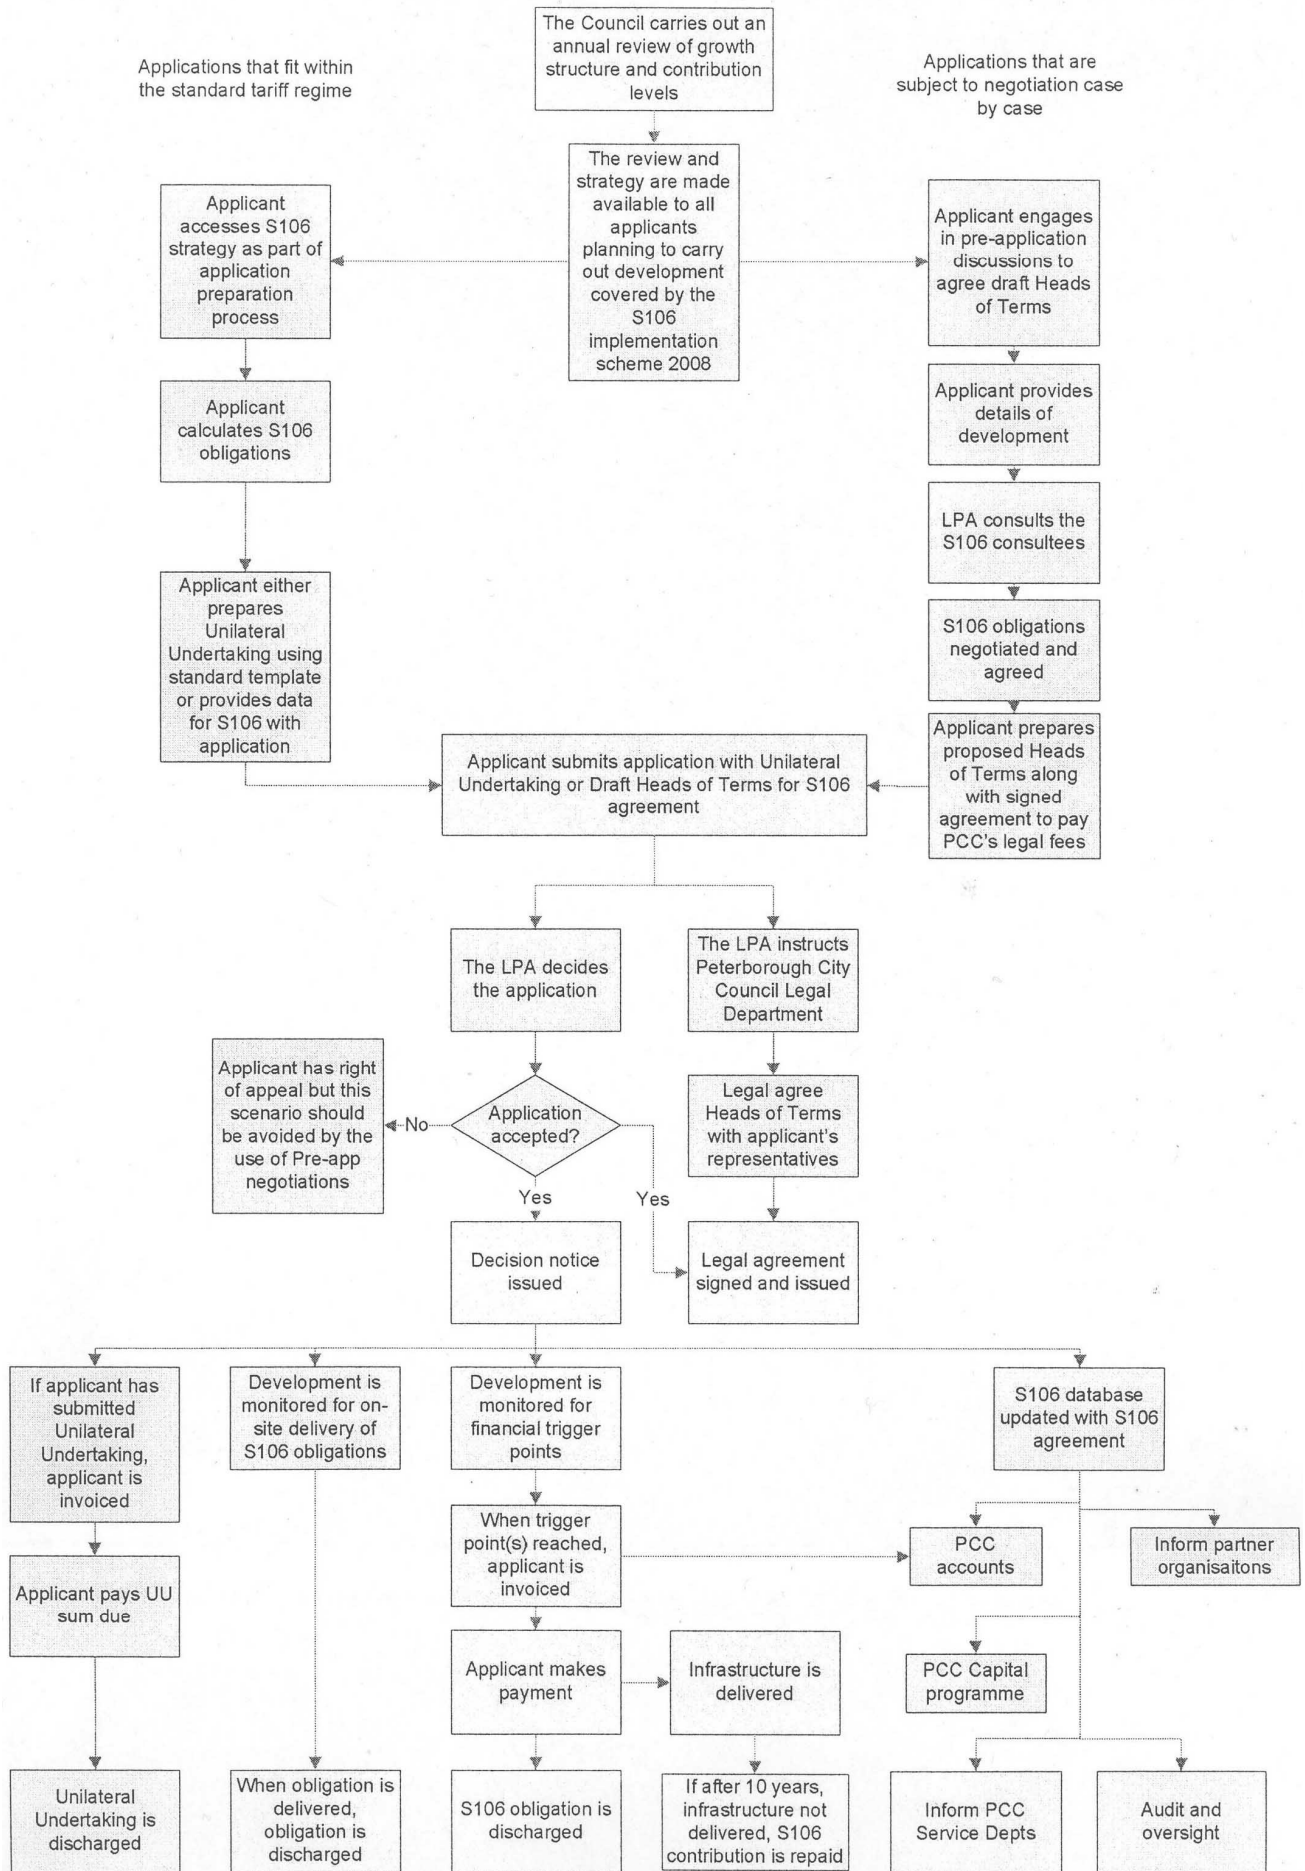 The Council carries out an
annual review of growth
structure and contribution
levels
Applications that fit within
the standard tariff regime
Applications that are
subject to negotiation case
by case
The review and
strategy are made
available to all
applicants
planning to carry
out development
covered by the
S106
implementation
scheme 2008
Applicant
accesses S106
strategy as part of
application
preparation
process
Applicant engages
in pre-application
discussions to
agree draft Heads
of Terms
Applicant
calculates S106
obligations
Applicant provides
details of
development
LPA consults the
S106 consultees
Applicant either
prepares
Unilateral
Undertaking using
standard template
or provides data
for S106 with
application
S106 obligations
negotiated and
agreed
Applicant prepares
proposed Heads
of Terms along
with signed
agreement to pay
PCC's legal fees
Applicant submits application with Unilateral
Undertaking or Draft Heads of Terms for S106
agreement
The LPA decides
the application
The LPA instructs
Peterborough City
Council Legal
Department
Applicant has right
of appeal but this
scenario should
be avoided by the
use of Pre-app
negotiations
No
Application
accepted?
Legal agree
Heads of Terms
with applicant's
representatives
Yes
Yes
Decision notice
issued
Legal agreement
signed and issued
If applicant has
submitted
Unilateral
Undertaking,
applicant is
invoiced
Development is
monitored for on-
site delivery of
S106 obligations
Development is
monitored for
financial trigger
points
S106 database
updated with S106
agreement
When trigger
point(s) reached,
applicant is
invoiced
PCC
accounts
Inform partner
organisaitons
Applicant pays UU
sum due
Applicant makes
payment
Infrastructure is
delivered
PCC Capital
programme
Unilateral
Undertaking is
discharged
When obligation is
delivered,
obligation is
discharged
S106 obligation is
discharged
If after 10 years,
infrastructure not
delivered, S106
contribution is repaid
Inform PCC
Service Depts
Audit and
oversight